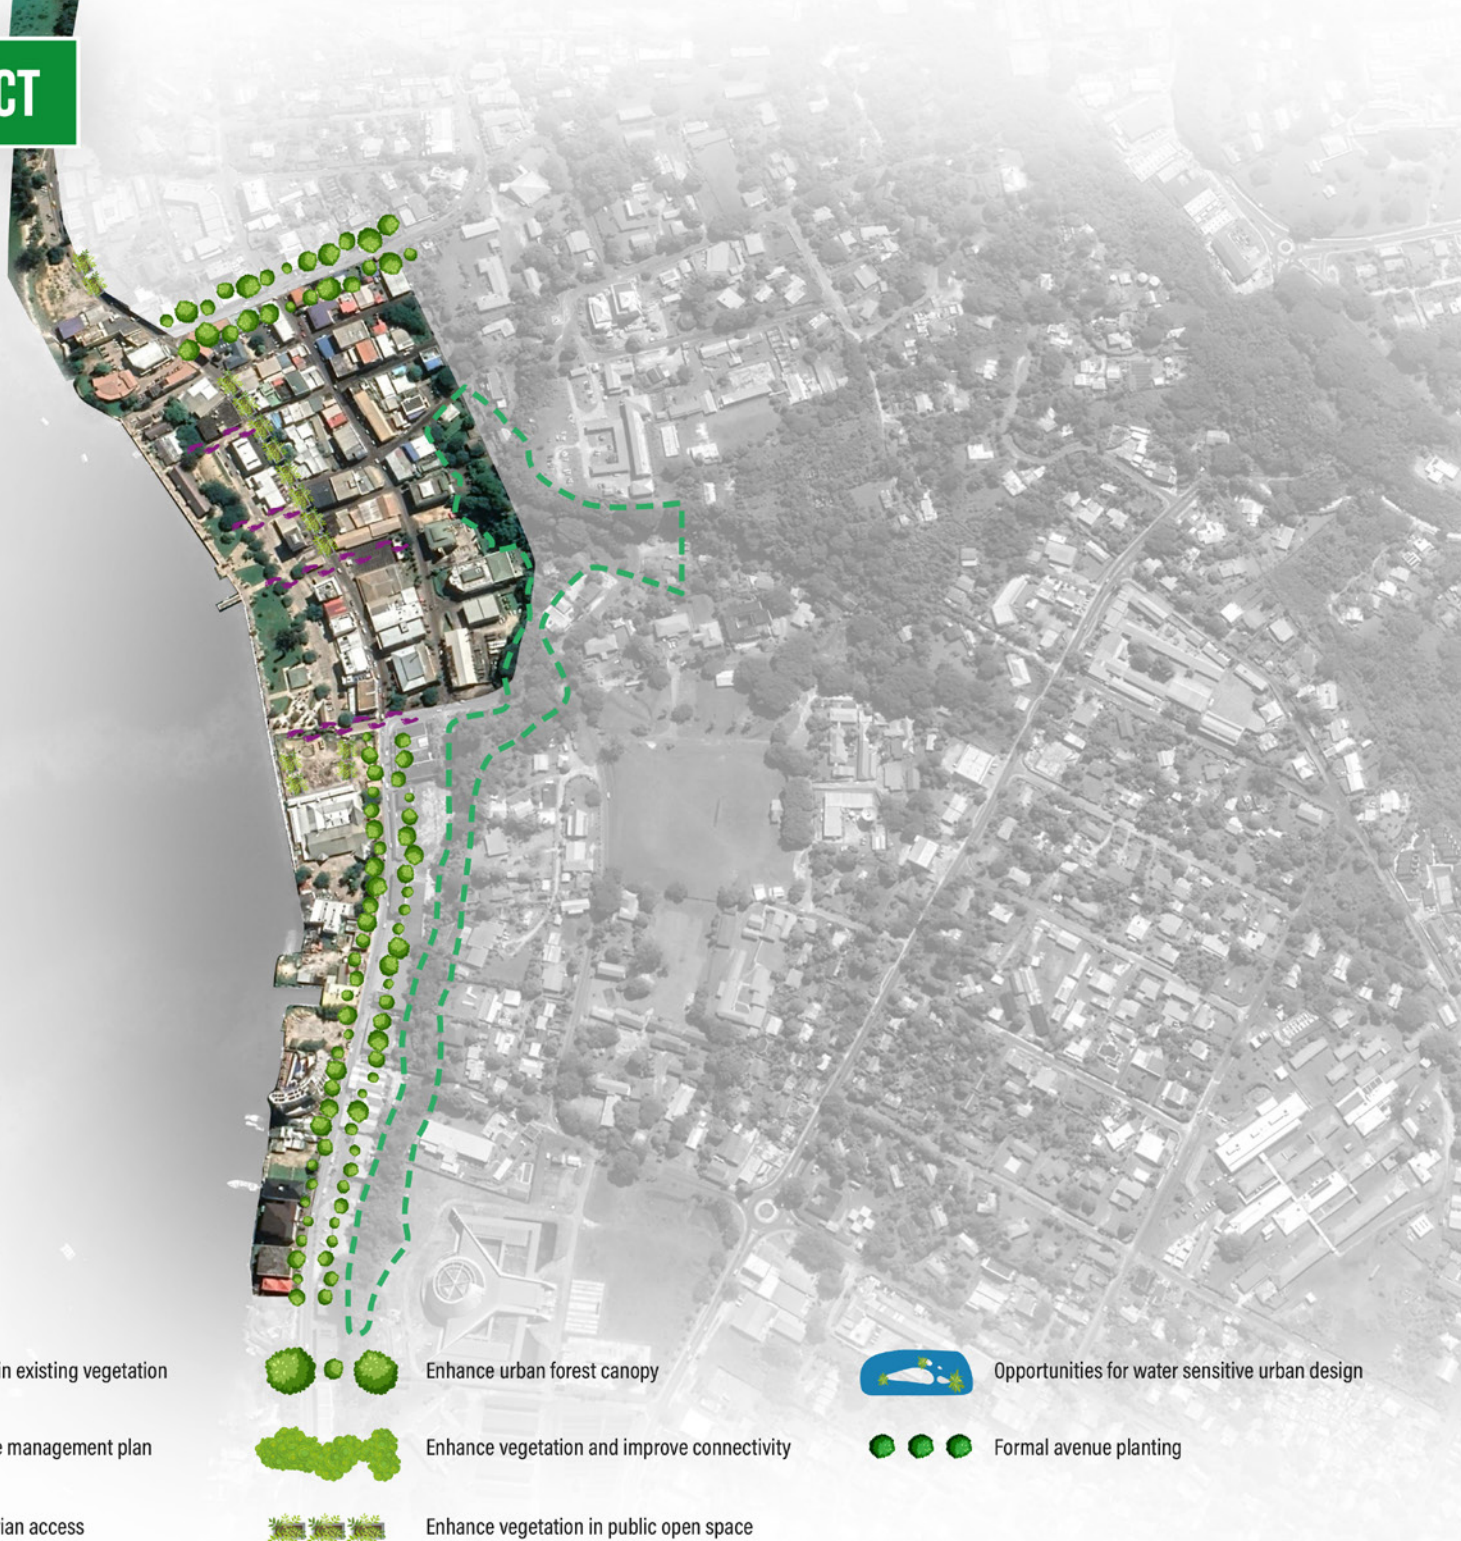 CT
in existing vegetation
Enhance urban forest canopy
Opportunities for water sensitive urban design
e management plan
Enhance vegetation and improve connectivity
Formal avenue planting
ian access
Enhance vegetation in public open space